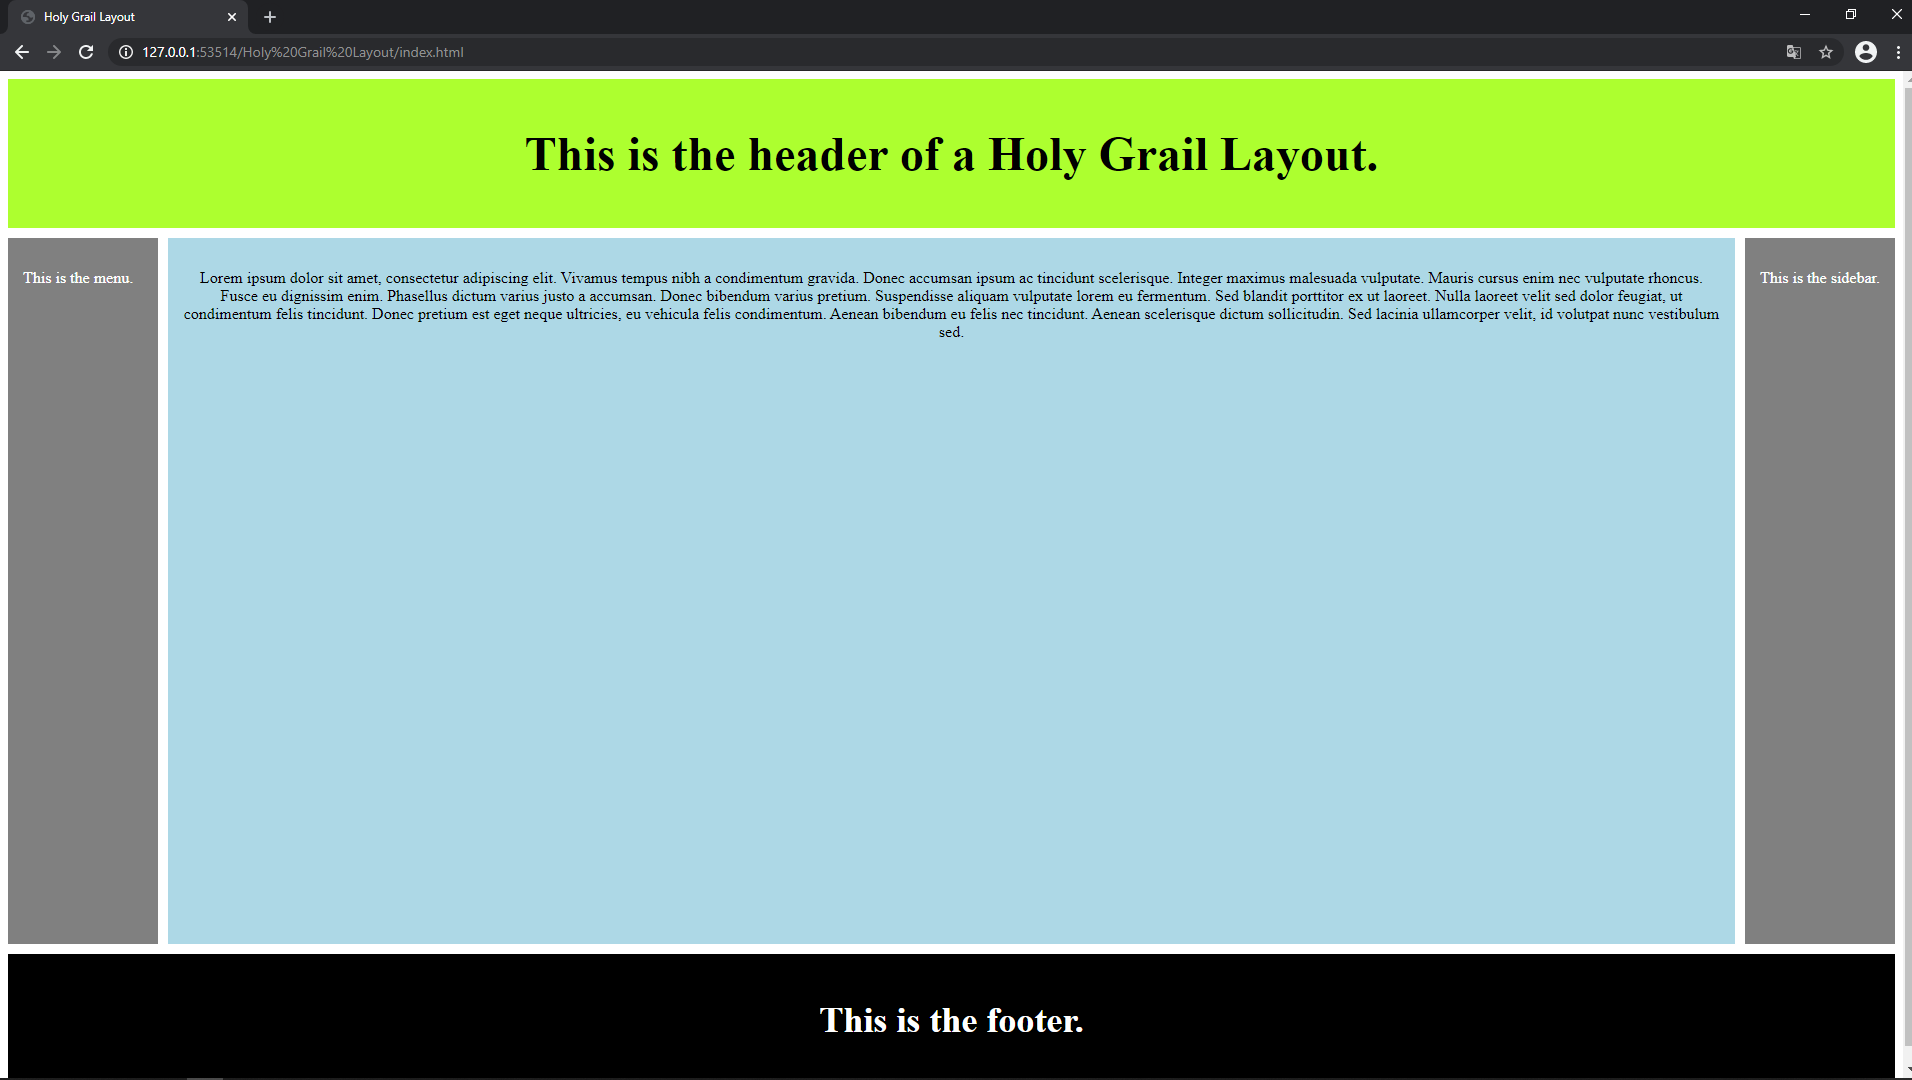 Holy Grail Layout
127.0.0.1:53514/Holy%20Grail%20Layout/index.html
This is the header of a Holy Grail Layout.
This is the menu.
Lorem ipsum dolor sit amet, consectetur adipiscing elit. Vivamus tempus nibh a condimentum gravida. Donec accumsan ipsum ac tincidunt scelerisque. Integer maximus malesuada vulputate. Mauris cursus enim nec vulputate rhoncus.
Fusce eu dignissim enim. Phasellus dictum varius justo a accumsan. Donec bibendum varius pretium. Suspendisse aliquam vulputate lorem eu fermentum. Sed blandit porttitor ex ut laoreet. Nulla laoreet velit sed dolor feugiat, ut
condimentum felis tincidunt. Donec pretium est eget neque ultricies, eu vehicula felis condimentum. Aenean bibendum eu felis nec tincidunt. Aenean scelerisque dictum sollicitudin. Sed lacinia ullamcorper velit, id volutpat nunc vestibulum
sed.
This is the sidebar.
This is the footer.